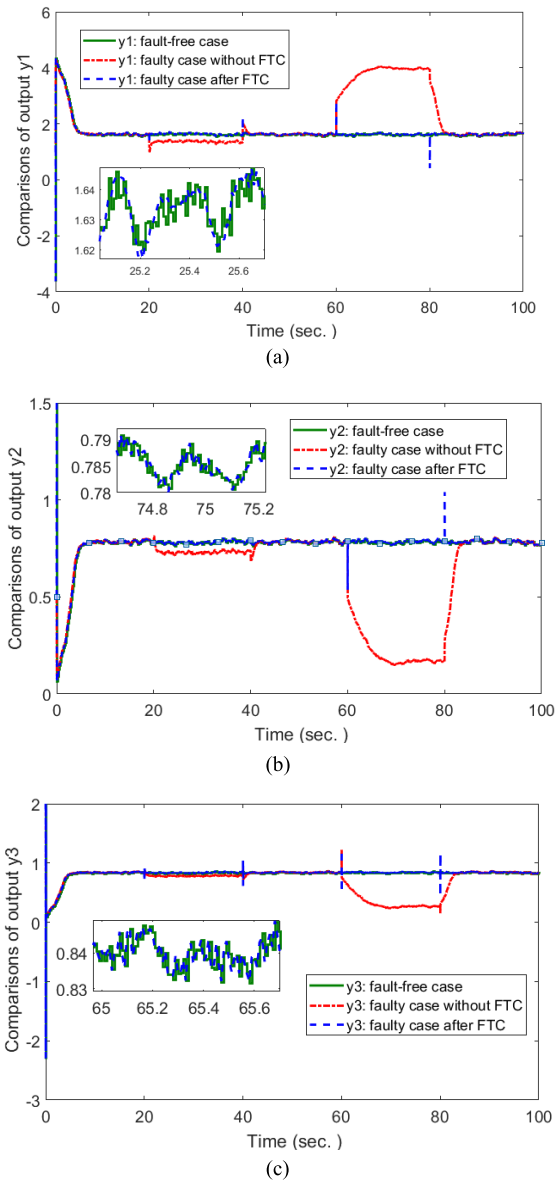 6
y1: fault-free case
y1: faulty case without FTC
y1: faulty case after FTC
4
2
0
-2
-4
1.64
1.63
1.62
25.2 25.4 25.6
Comparisons of output y1
0 20 40 60 80 100
Time (sec. )
(a)
1.5
1
0.5
0
0.79
0.785
0.78
74.8 75 75.2
y2: fault-free case
y2: faulty case without FTC
y2: faulty case after FTC
Comparisons of output y2
0 20 40 60 80 100
Time (sec. )
(b)
2
1
0
-1
-2
-3
0.84
0.83
65 65.2 65.4 65.6
y3: fault-free case
y3: faulty case without FTC
y3: faulty case after FTC
Comparisons of output y3
0 20 40 60 80 100
Time (sec. )
(c)